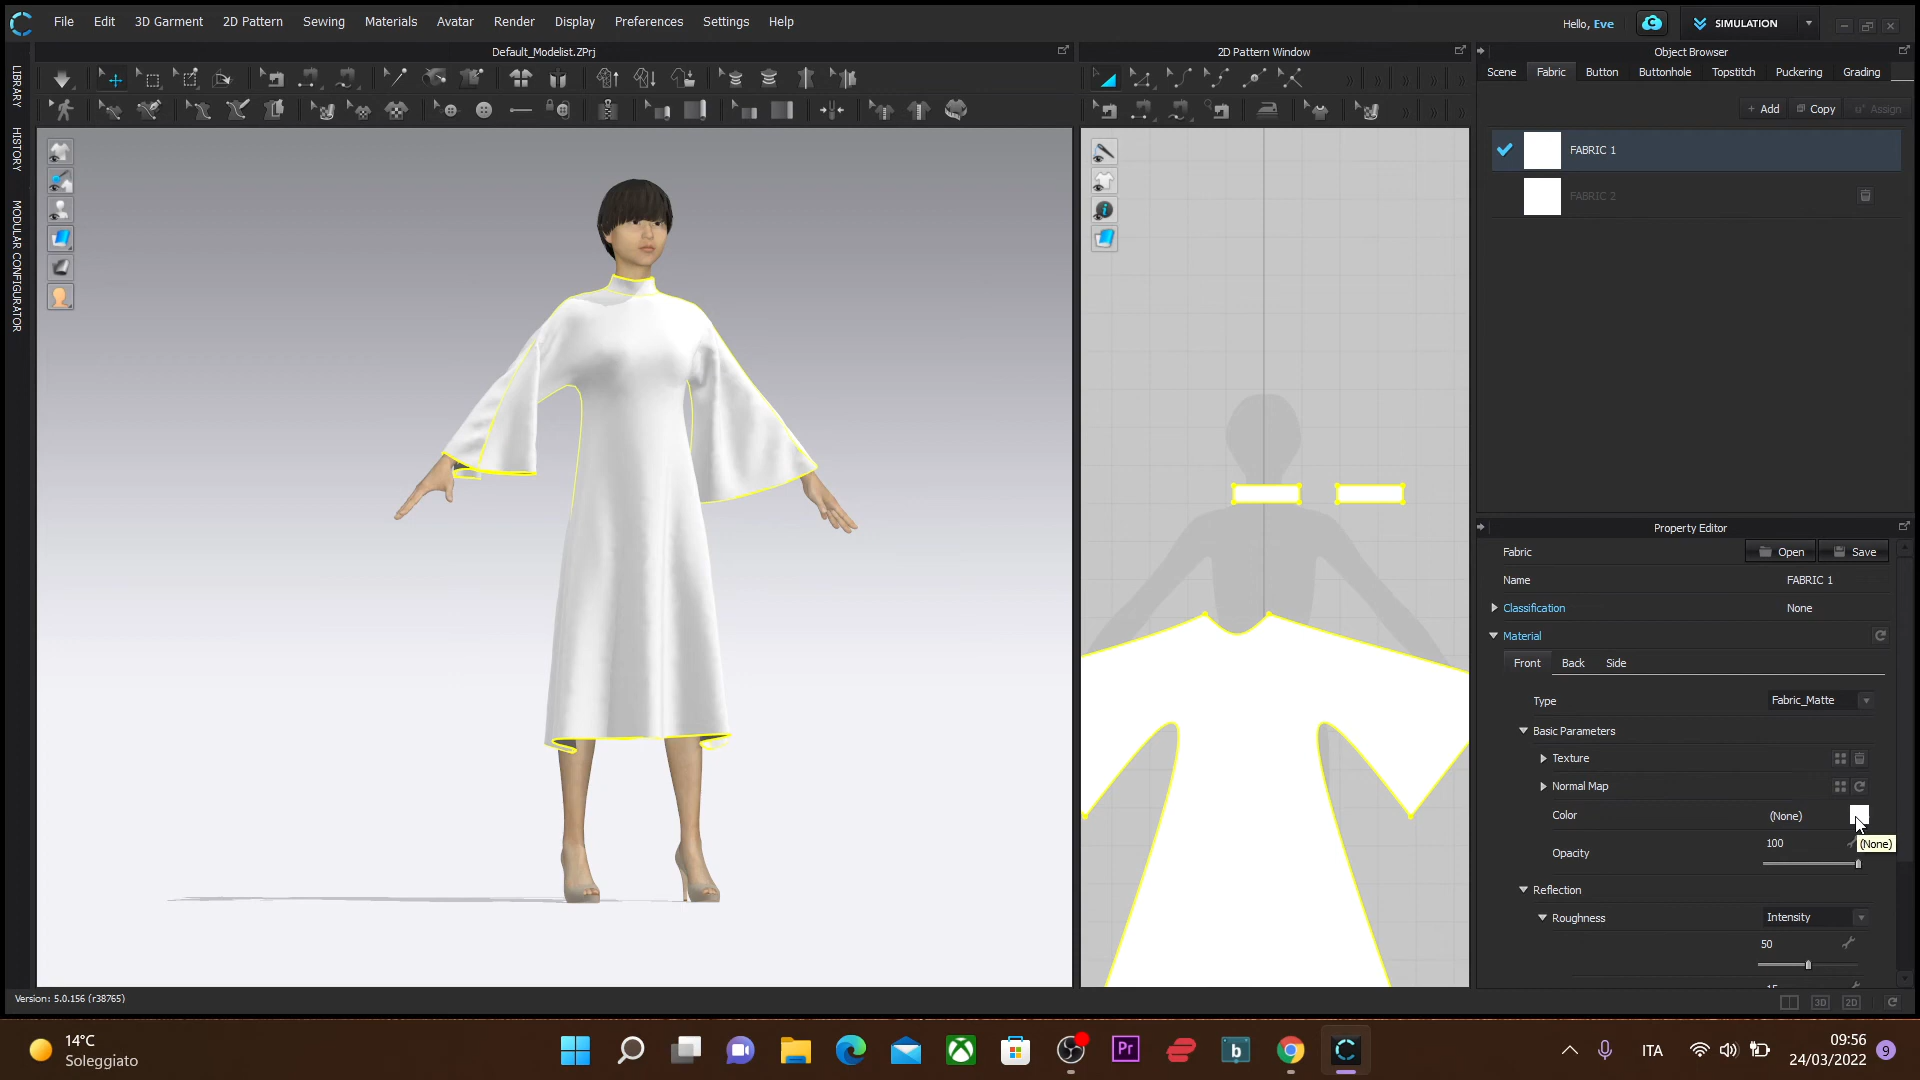 File Edit 3D Garment 2D Pattern Sewing Materials Avatar Render Display Preferences Settings Help
Hello, Eve
SIMULATION
Default_Modelist.ZPrj
2D Pattern Window
Object Browser
LIBRARY
HISTORY
MODULAR CONFIGURATOR
Scene Fabric Button Buttonhole Topstitch Puckering Grading
+ Add Copy Assign
FABRIC 1
FABRIC 2
Property Editor
Fabric Open Save
Name FABRIC 1
Classification None
Material
Front Back Side
Type Fabric_Matte
Basic Parameters
Texture
Normal Map
Color (None)
(None)
Opacity 100
Reflection
Roughness Intensity
50
Version: 5.0.156 (r38765)
3D 2D
14°C
Soleggiato
Pr
b
ITA
09:56
24/03/2022
9